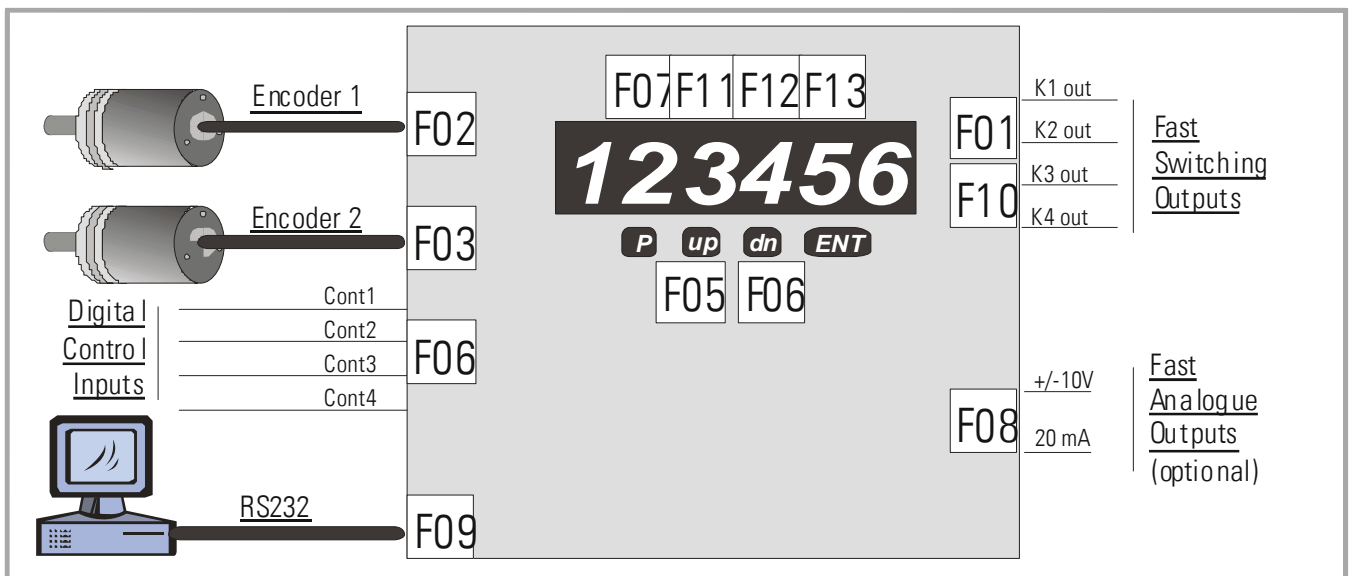 Encoder 1
F02
Encoder 2
F03
Digital
Control
Inputs
Cont1
Cont2
Cont3
Cont4
F06
RS232
F09
F07 F11 F12 F13
123456
P up dn ENT
F05 F06
F01
F10
K1 out
K2 out
K3 out
K4 out
Fast
Switching
Outputs
F08
+/-10V
20 mA
Fast
Analogue
Outputs
(optional)